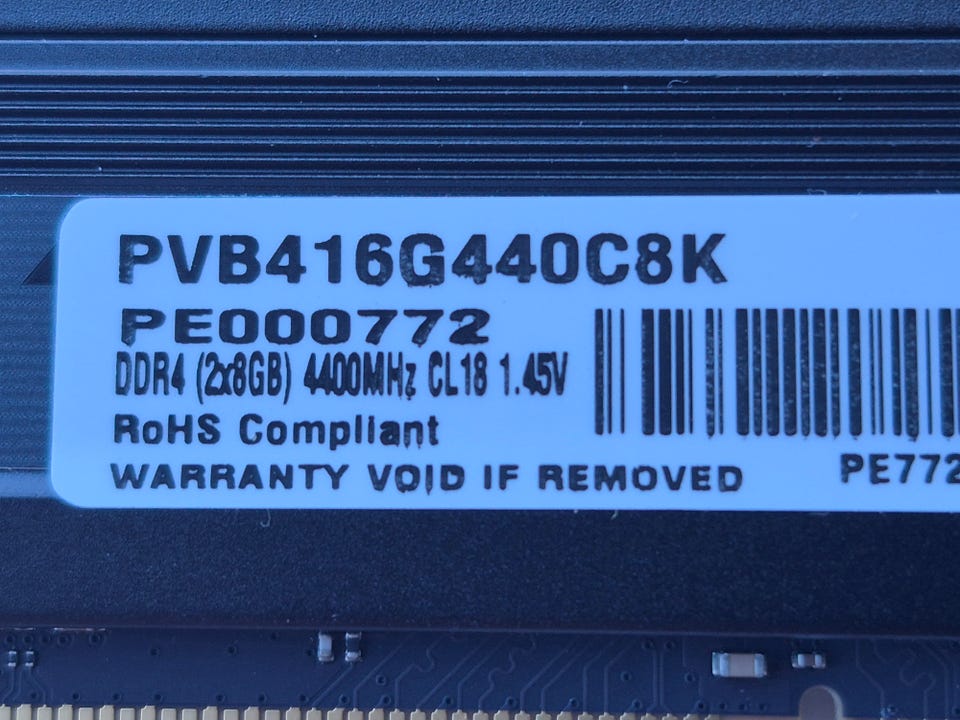 PVB416G440C8K
PE000772
DDR4 (2x8GB) 4400MHz CL18 1.45V
RoHS Compliant
WARRANTY VOID IF REMOVED
PE772